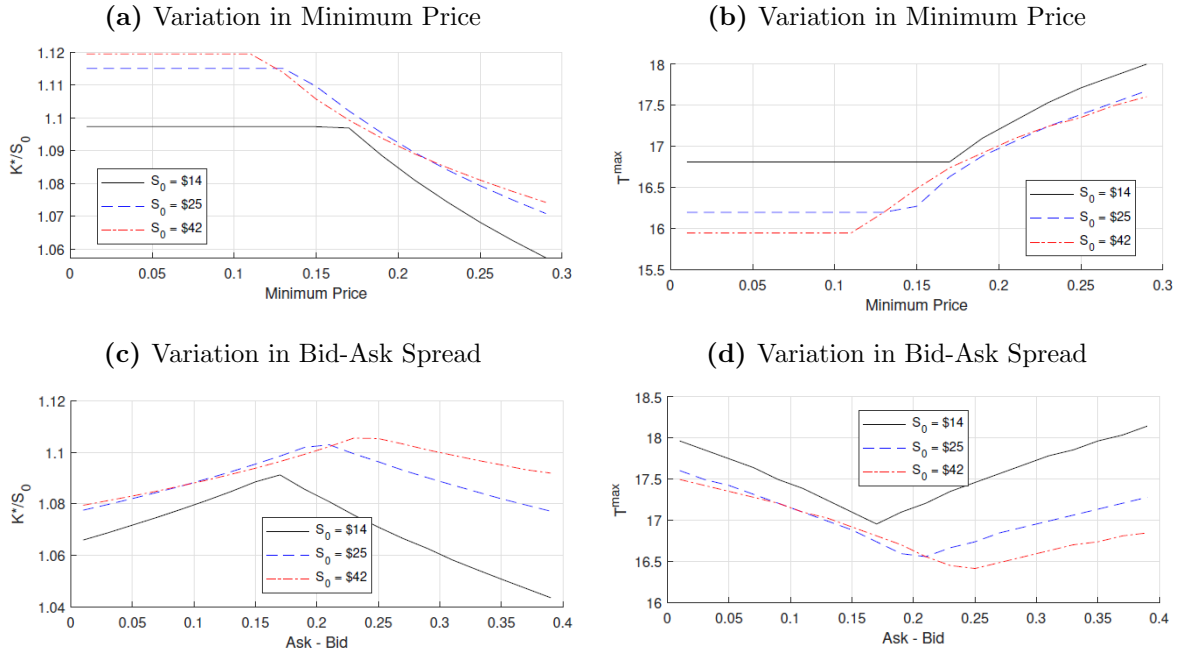 (a) Variation in Minimum Price
1.12
1.11
1.1
1.09
1.08
1.07
1.06
K*/S0
S0 = $14
S0 = $25
S0 = $42
0 0.05 0.1 0.15 0.2 0.25 0.3
Minimum Price
(b) Variation in Minimum Price
18
17.5
17
16.5
16
15.5
Tmax
S0 = $14
S0 = $25
S0 = $42
0 0.05 0.1 0.15 0.2 0.25 0.3
Minimum Price
(c) Variation in Bid-Ask Spread
1.12
1.1
1.08
1.06
1.04
K*/S0
S0 = $14
S0 = $25
S0 = $42
0 0.05 0.1 0.15 0.2 0.25 0.3 0.35 0.4
Ask - Bid
(d) Variation in Bid-Ask Spread
18.5
18
17.5
17
16.5
16
Tmax
S0 = $14
S0 = $25
S0 = $42
0 0.05 0.1 0.15 0.2 0.25 0.3 0.35 0.4
Ask - Bid